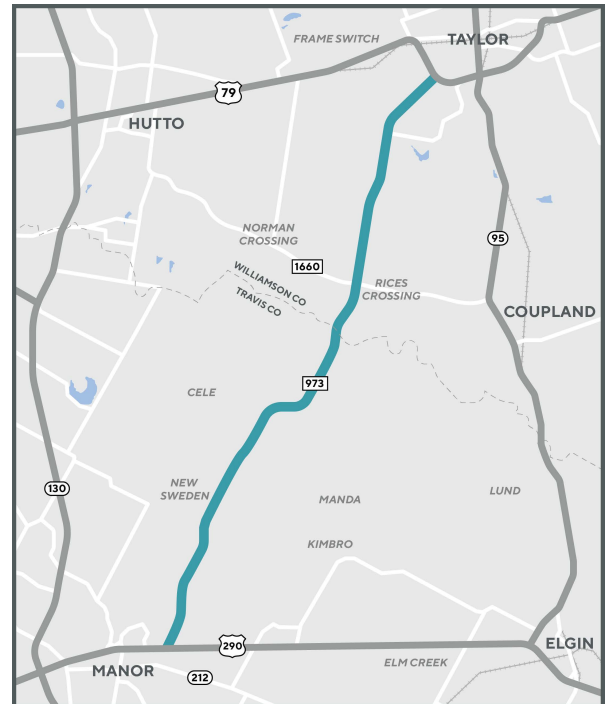 FRAME SWITCH
TAYLOR
79
HUTTO
NORMAN
CROSSING
95
1660
WILLIAMSON CO
TRAVIS CO
RICES
CROSSING
COUPLAND
973
CELE
130
NEW
SWEDEN
MANDA
LUND
KIMBRO
290
ELGIN
MANOR
ELM CREEK
212